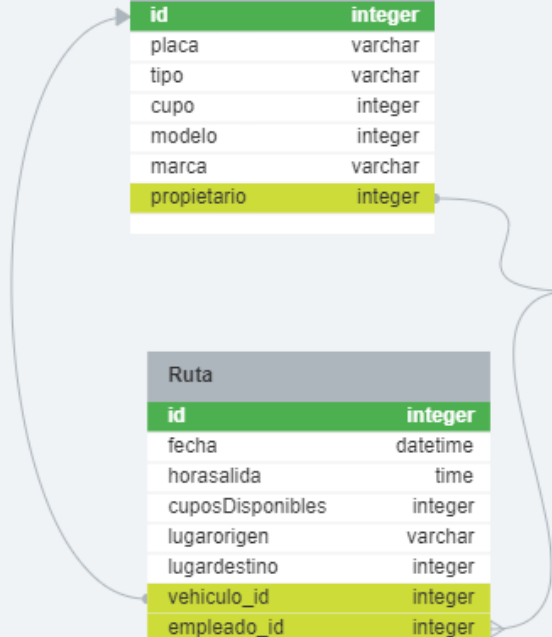 id integer
placa varchar
tipo varchar
cupo integer
modelo integer
marca varchar
propietario integer
Ruta
id integer
fecha datetime
horasalida time
cuposDisponibles integer
lugarorigen varchar
lugardestino integer
vehiculo_id integer
empleado_id integer